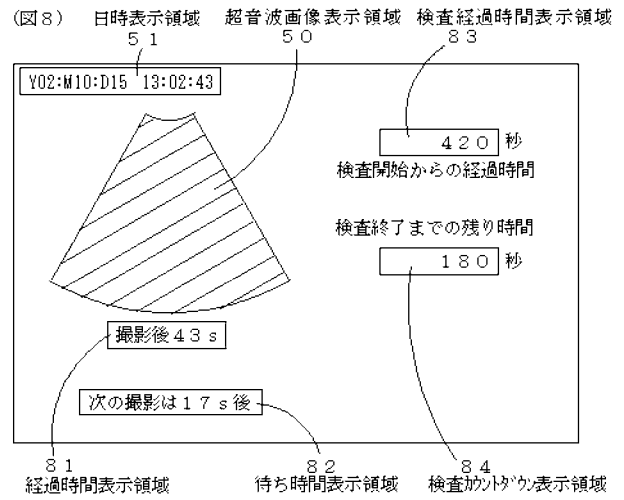 (図8) 日時表示領域 超音波画像表示領域 検査経過時間表示領域
51 50 83
Y02:M10:D15 13:02:43
420 秒
検査開始からの経過時間
検査終了までの残り時間
180 秒
撮影後43s
次の撮影は17s後
81 82 84
経過時間表示領域 待ち時間表示領域 検査ｶｳﾝﾄﾀﾞｳﾝ表示領域